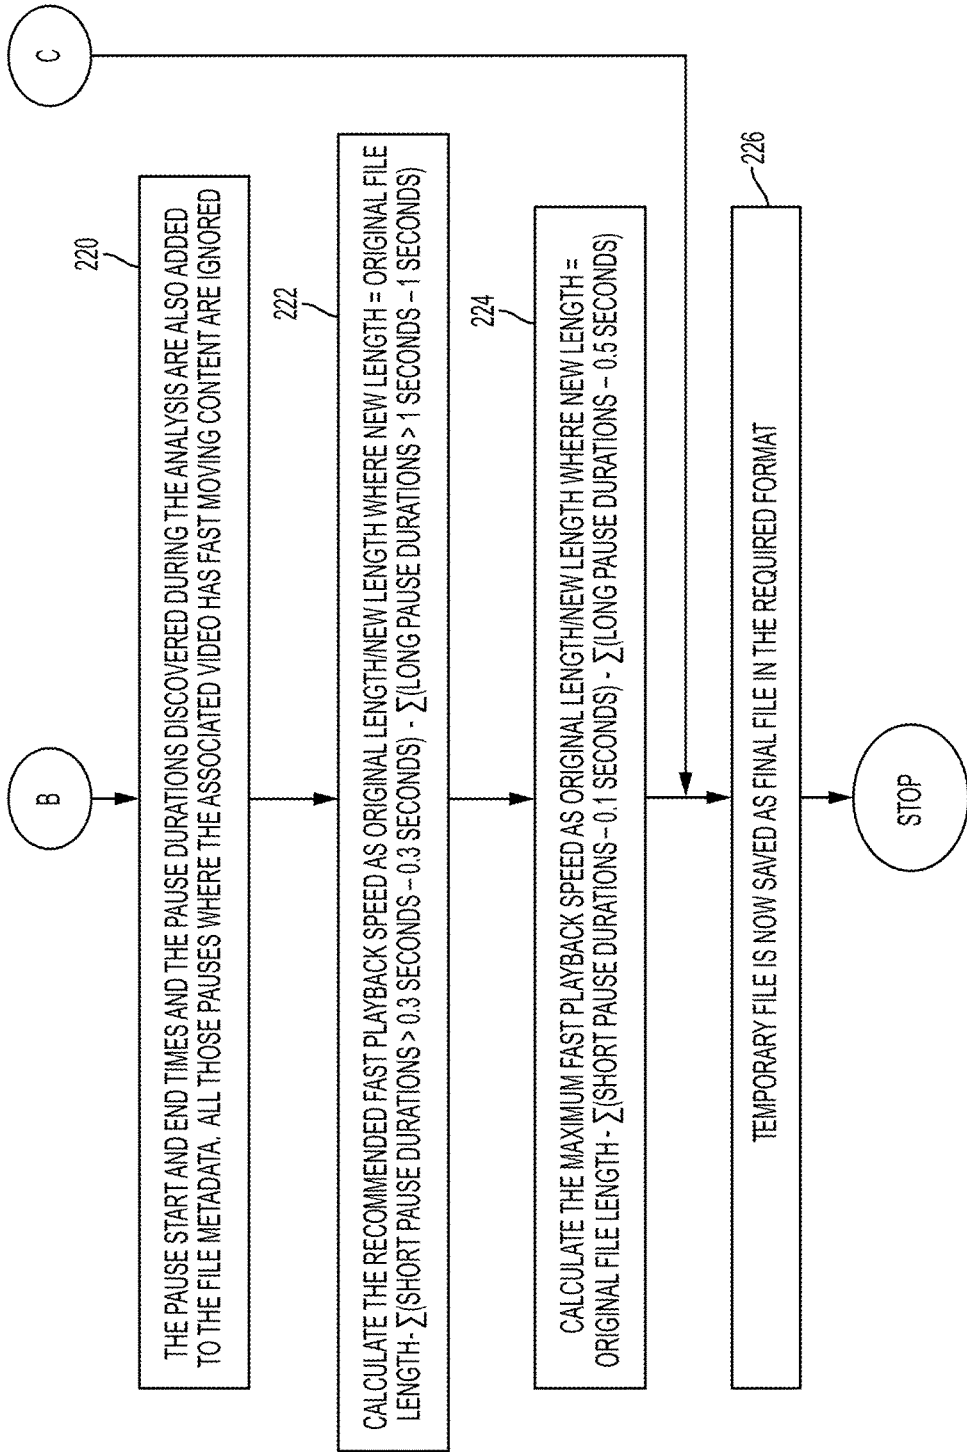 B
C
220
THE PAUSE START AND END TIMES AND THE PAUSE DURATIONS DISCOVERED DURING THE ANALYSIS ARE ALSO ADDED
TO THE FILE METADATA. ALL THOSE PAUSES WHERE THE ASSOCIATED VIDEO HAS FAST MOVING CONTENT ARE IGNORED
222
CALCULATE THE RECOMMENDED FAST PLAYBACK SPEED AS ORIGINAL LENGTH/NEW LENGTH WHERE NEW LENGTH = ORIGINAL FILE
LENGTH- ∑(SHORT PAUSE DURATIONS > 0.3 SECONDS – 0.3 SECONDS) - ∑(LONG PAUSE DURATIONS > 1 SECONDS – 1 SECONDS)
224
CALCULATE THE MAXIMUM FAST PLAYBACK SPEED AS ORIGINAL LENGTH/NEW LENGTH WHERE NEW LENGTH =
ORIGINAL FILE LENGTH - ∑(SHORT PAUSE DURATIONS – 0.1 SECONDS) - ∑(LONG PAUSE DURATIONS – 0.5 SECONDS)
226
TEMPORARY FILE IS NOW SAVED AS FINAL FILE IN THE REQUIRED FORMAT
STOP